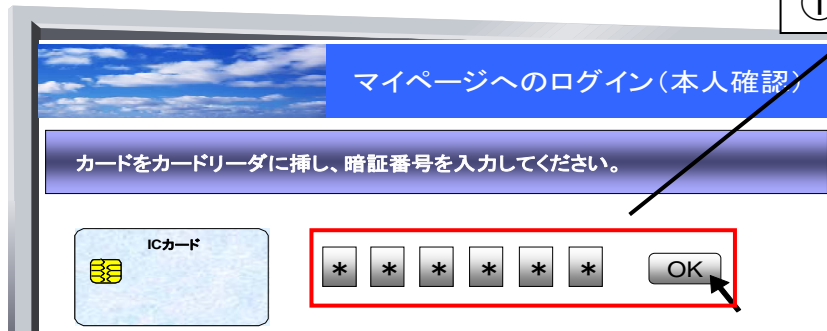 ①
マイページへのログイン(本人確認)
カードをカードリーダに挿し、暗証番号を入力してください。
ICカード
* * * * * *
OK